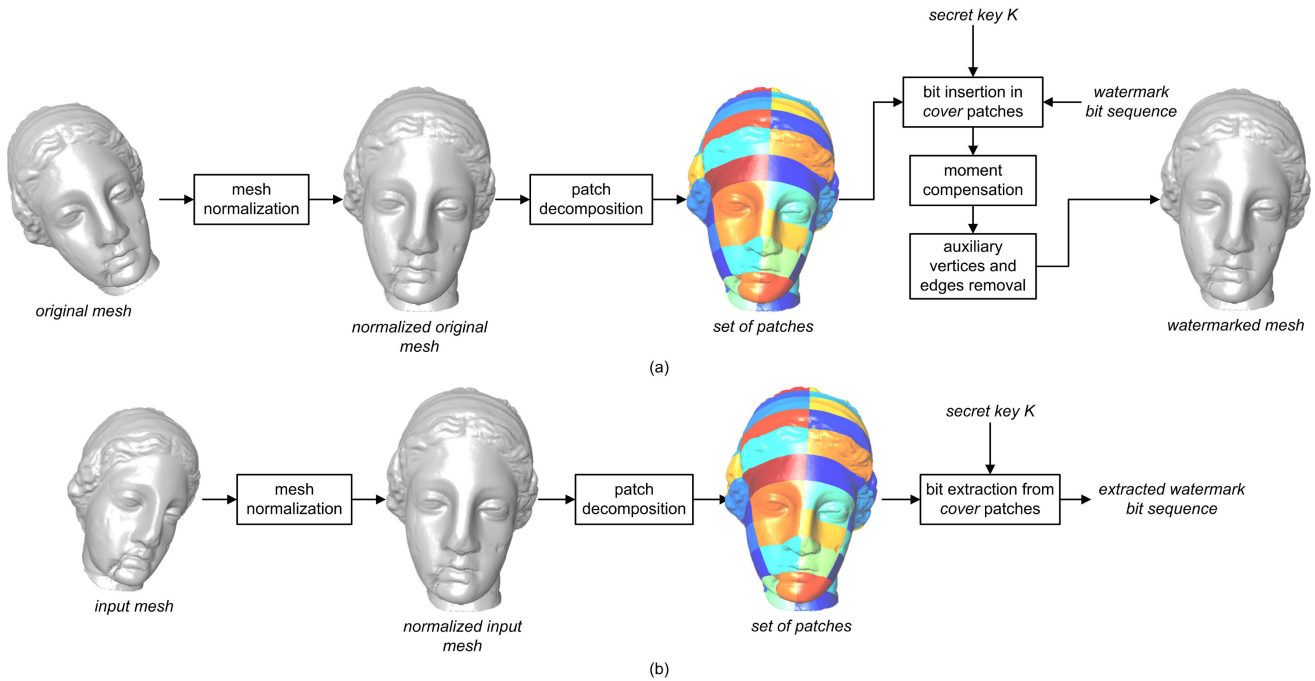 secret key K
bit insertion in
cover patches
watermark
bit sequence
mesh
normalization
patch
decomposition
moment
compensation
auxiliary
vertices and
edges removal
original mesh
normalized original
mesh
set of patches
watermarked mesh
(a)
secret key K
mesh
normalization
patch
decomposition
bit extraction from
cover patches
extracted watermark
bit sequence
input mesh
normalized input
mesh
set of patches
(b)